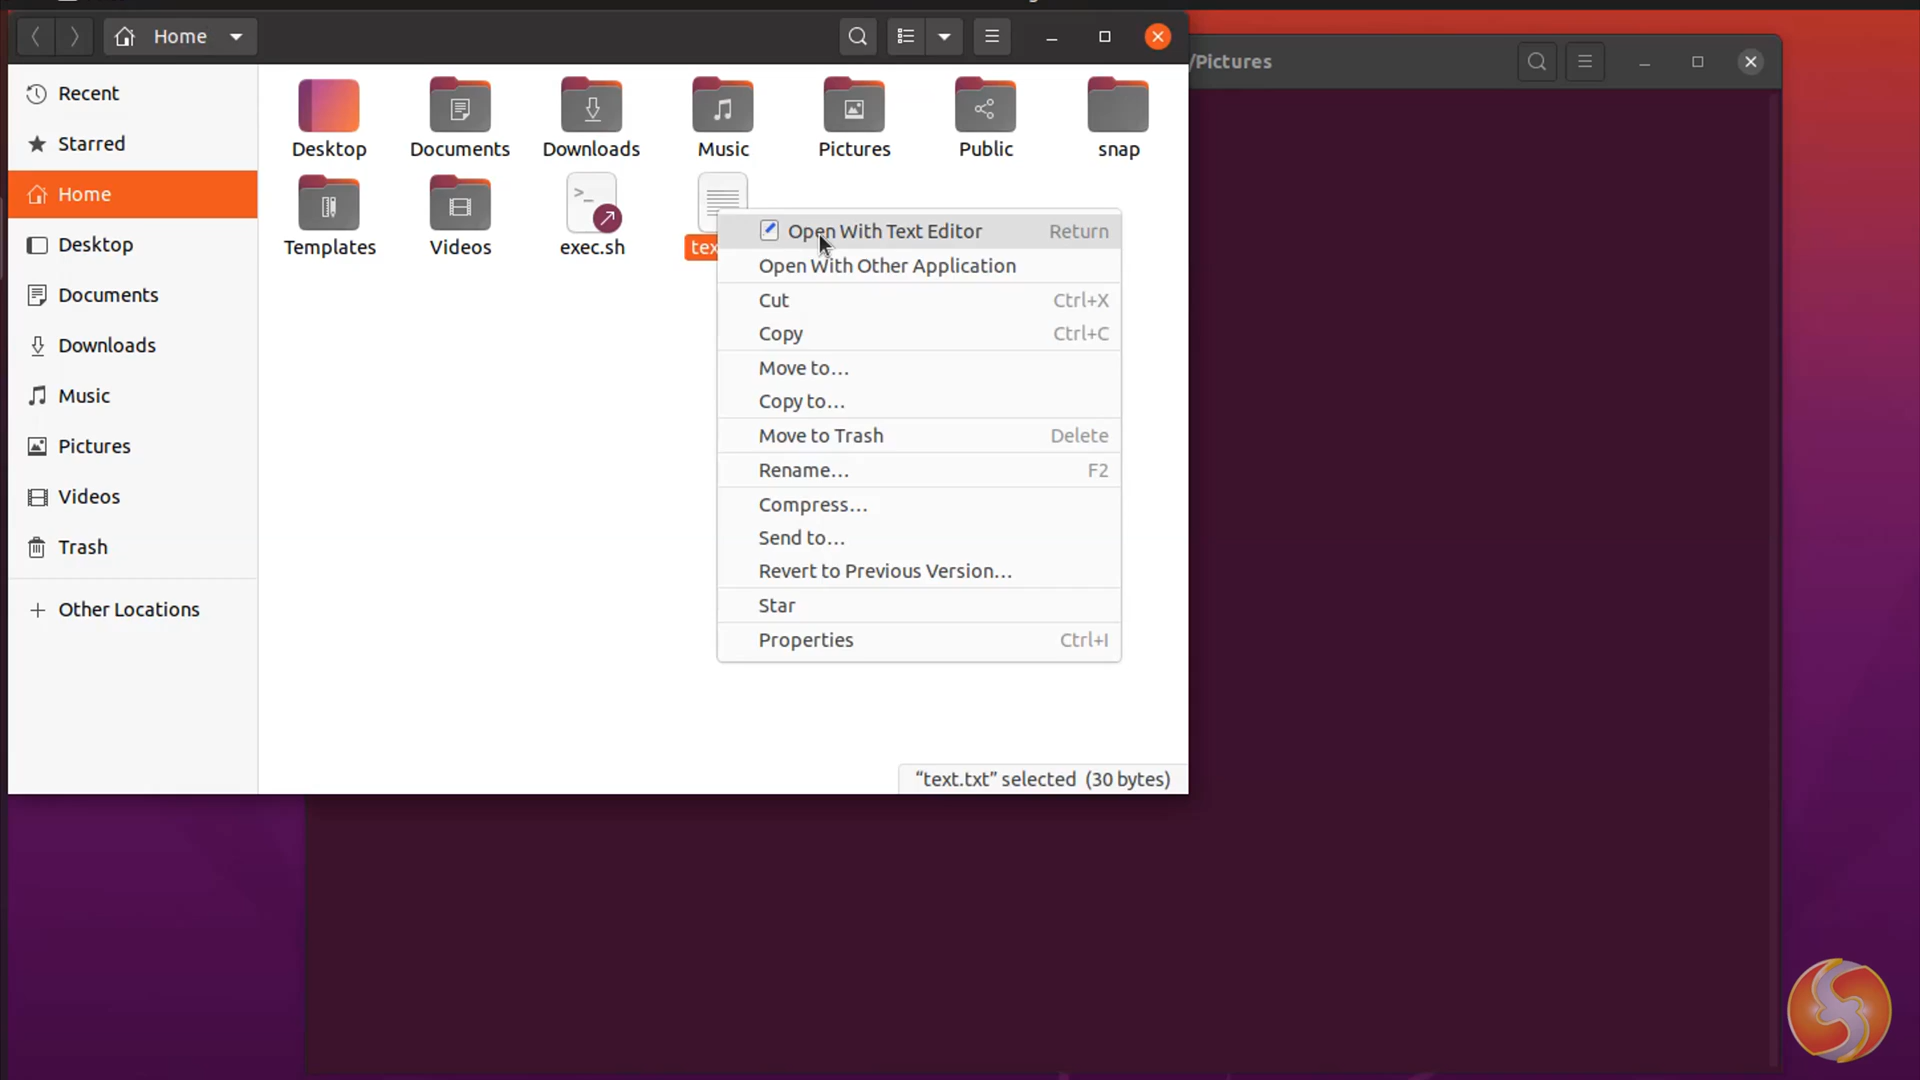 Home
/Pictures
Recent
Starred
Home
Desktop
Documents
Downloads
Music
Pictures
Videos
Trash
Other Locations
Desktop
Documents
Downloads
Music
Pictures
Public
snap
Templates
Videos
exec.sh
tex
Open With Text Editor Return
Open With Other Application
Cut Ctrl+X
Copy Ctrl+C
Move to…
Copy to…
Move to Trash Delete
Rename… F2
Compress…
Send to…
Revert to Previous Version…
Star
Properties Ctrl+I
“text.txt” selected (30 bytes)